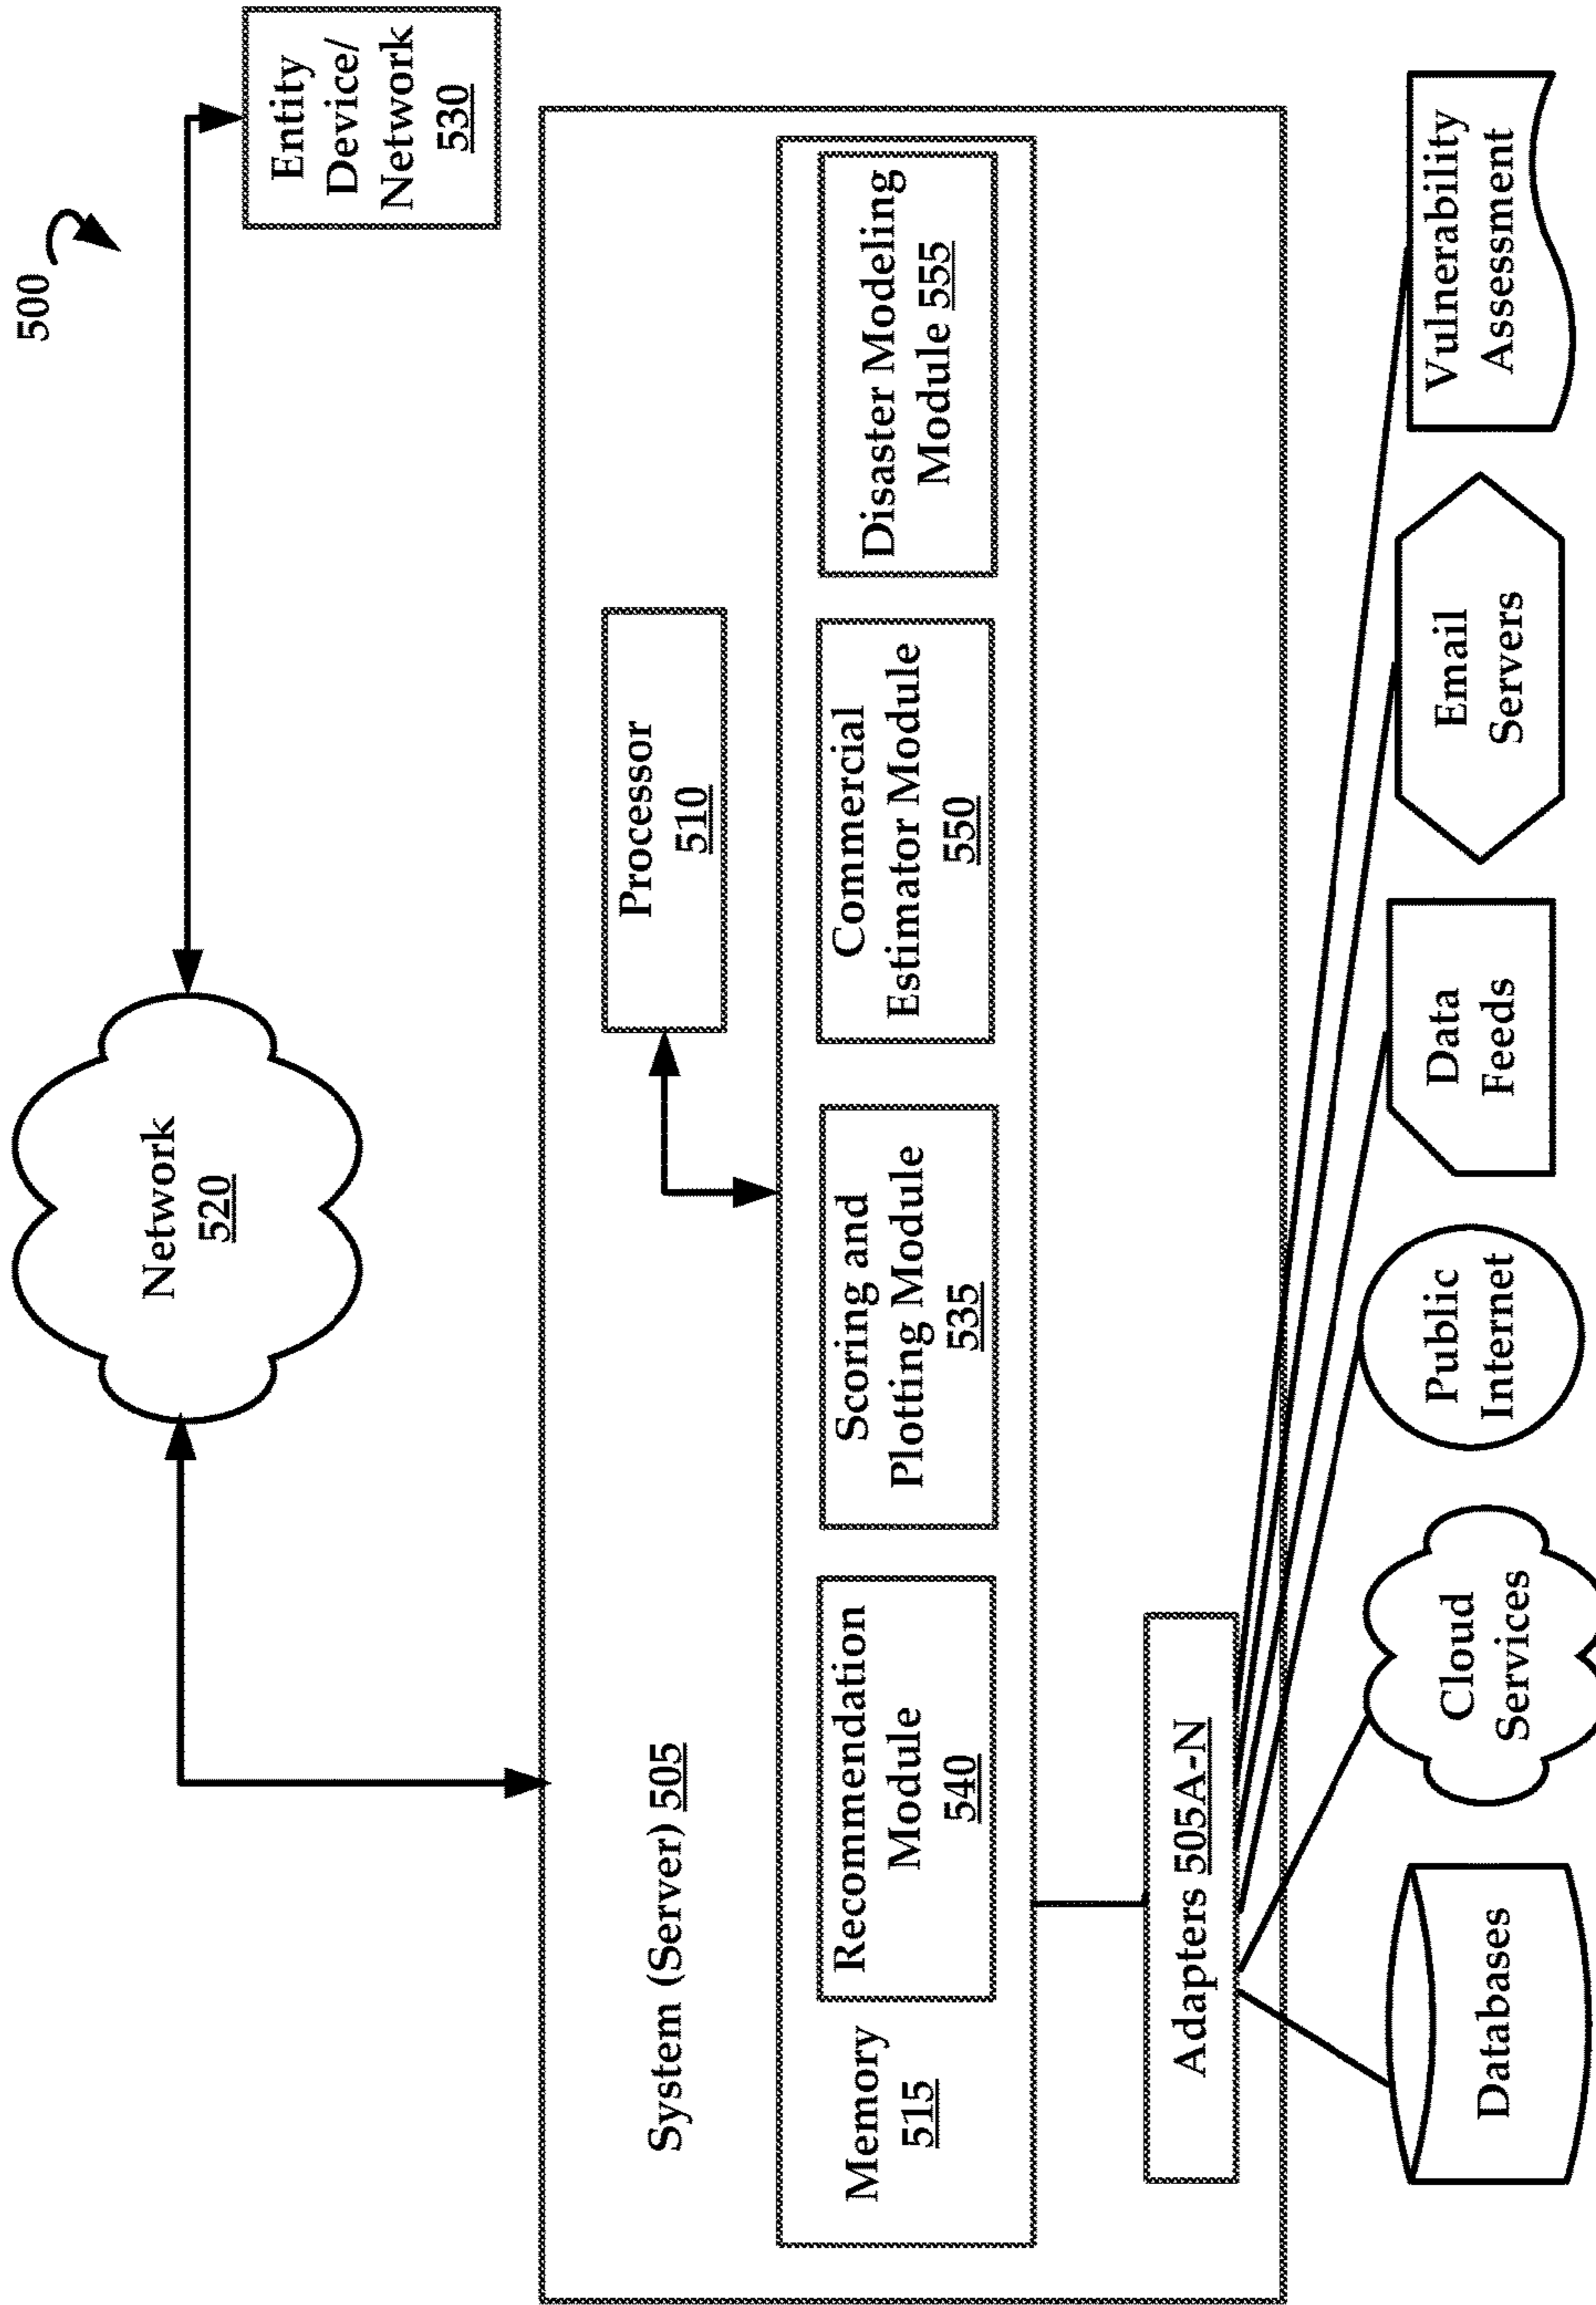 500
Network
520
Entity
Device/
Network
530
System (Server) 505
Processor
510
Memory
515
Recommendation
Module
540
Scoring and
Plotting Module
535
Commercial
Estimator Module
550
Disaster Modeling
Module 555
Adapters 505A-N
Databases
Cloud
Services
Public
Internet
Data
Feeds
Email
Servers
Vulnerability
Assessment